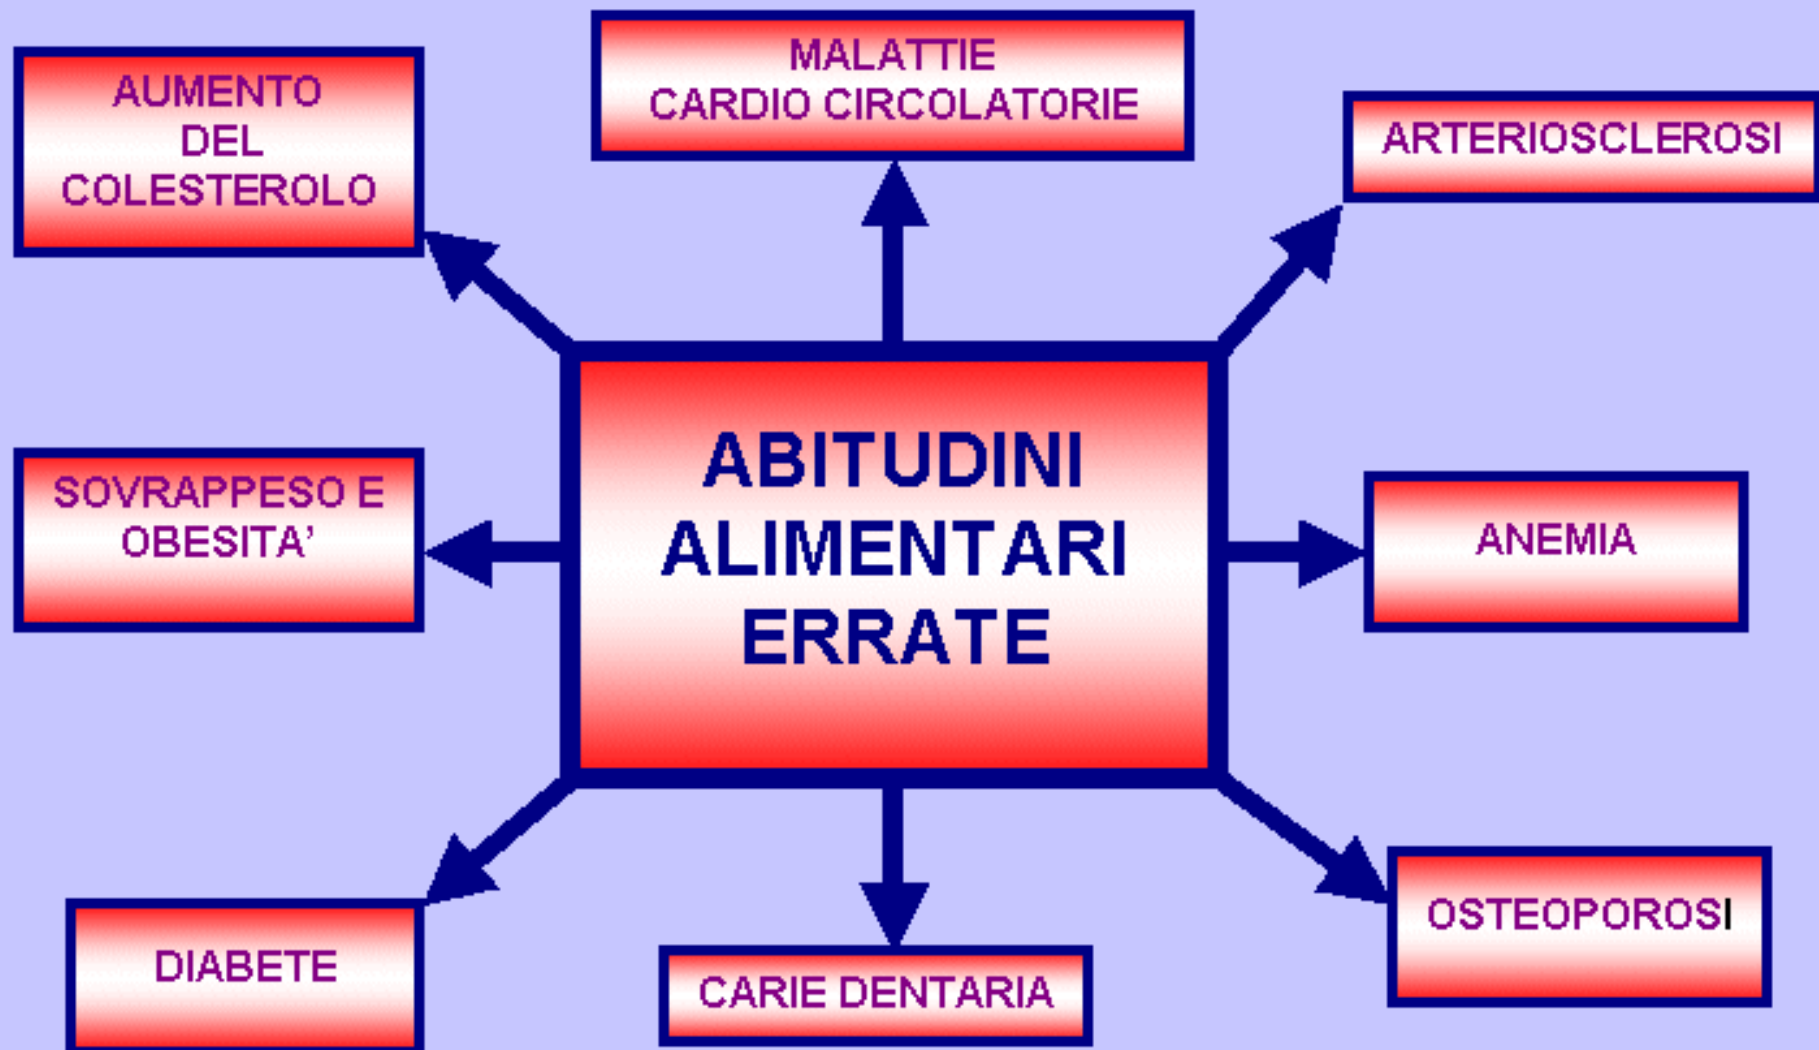 AUMENTO
DEL
COLESTEROLO
MALATTIE
CARDIO CIRCOLATORIE
ARTERIOSCLEROSI
SOVRAPPESO E
OBESITA’
ABITUDINI
ALIMENTARI
ERRATE
ANEMIA
DIABETE
CARIE DENTARIA
OSTEOPOROSI